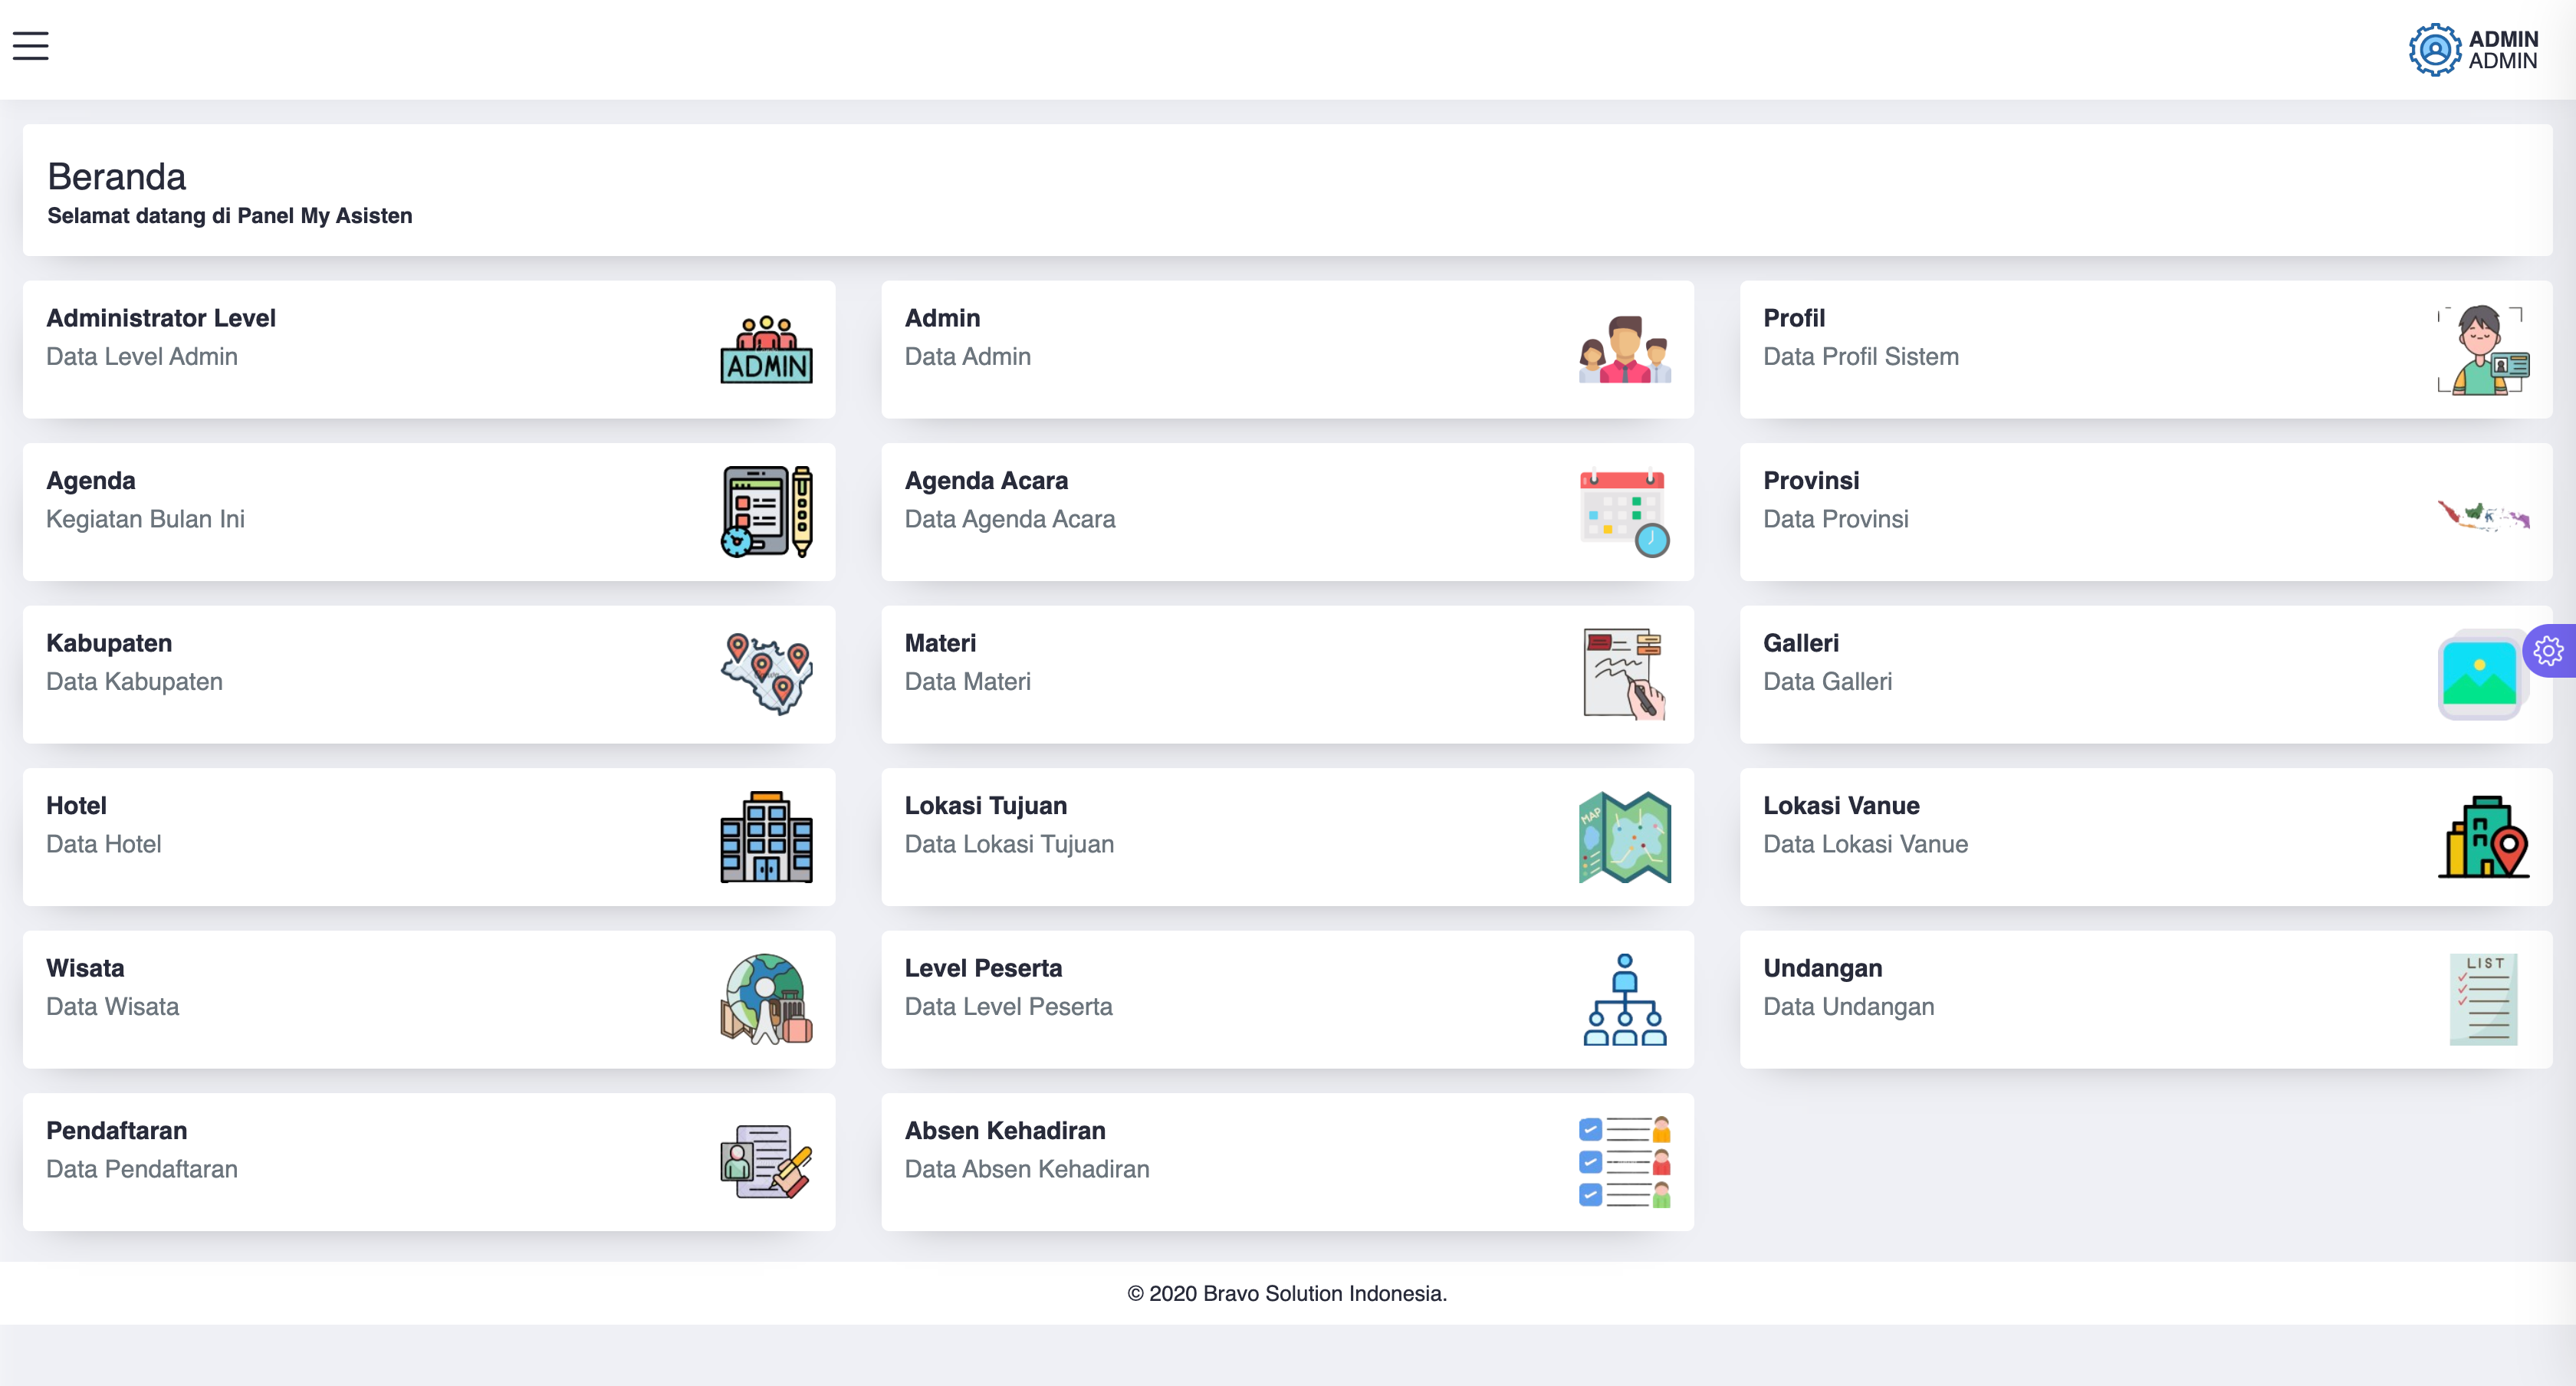 ADMIN
ADMIN
Beranda
Selamat datang di Panel My Asisten
Administrator Level
Data Level Admin
ADMIN
Admin
Data Admin
Profil
Data Profil Sistem
Agenda
Kegiatan Bulan Ini
Agenda Acara
Data Agenda Acara
Provinsi
Data Provinsi
Kabupaten
Data Kabupaten
Materi
Data Materi
Galleri
Data Galleri
Hotel
Data Hotel
Lokasi Tujuan
Data Lokasi Tujuan
MAP
Lokasi Vanue
Data Lokasi Vanue
Wisata
Data Wisata
Level Peserta
Data Level Peserta
Undangan
Data Undangan
LIST
Pendaftaran
Data Pendaftaran
Absen Kehadiran
Data Absen Kehadiran
© 2020 Bravo Solution Indonesia.